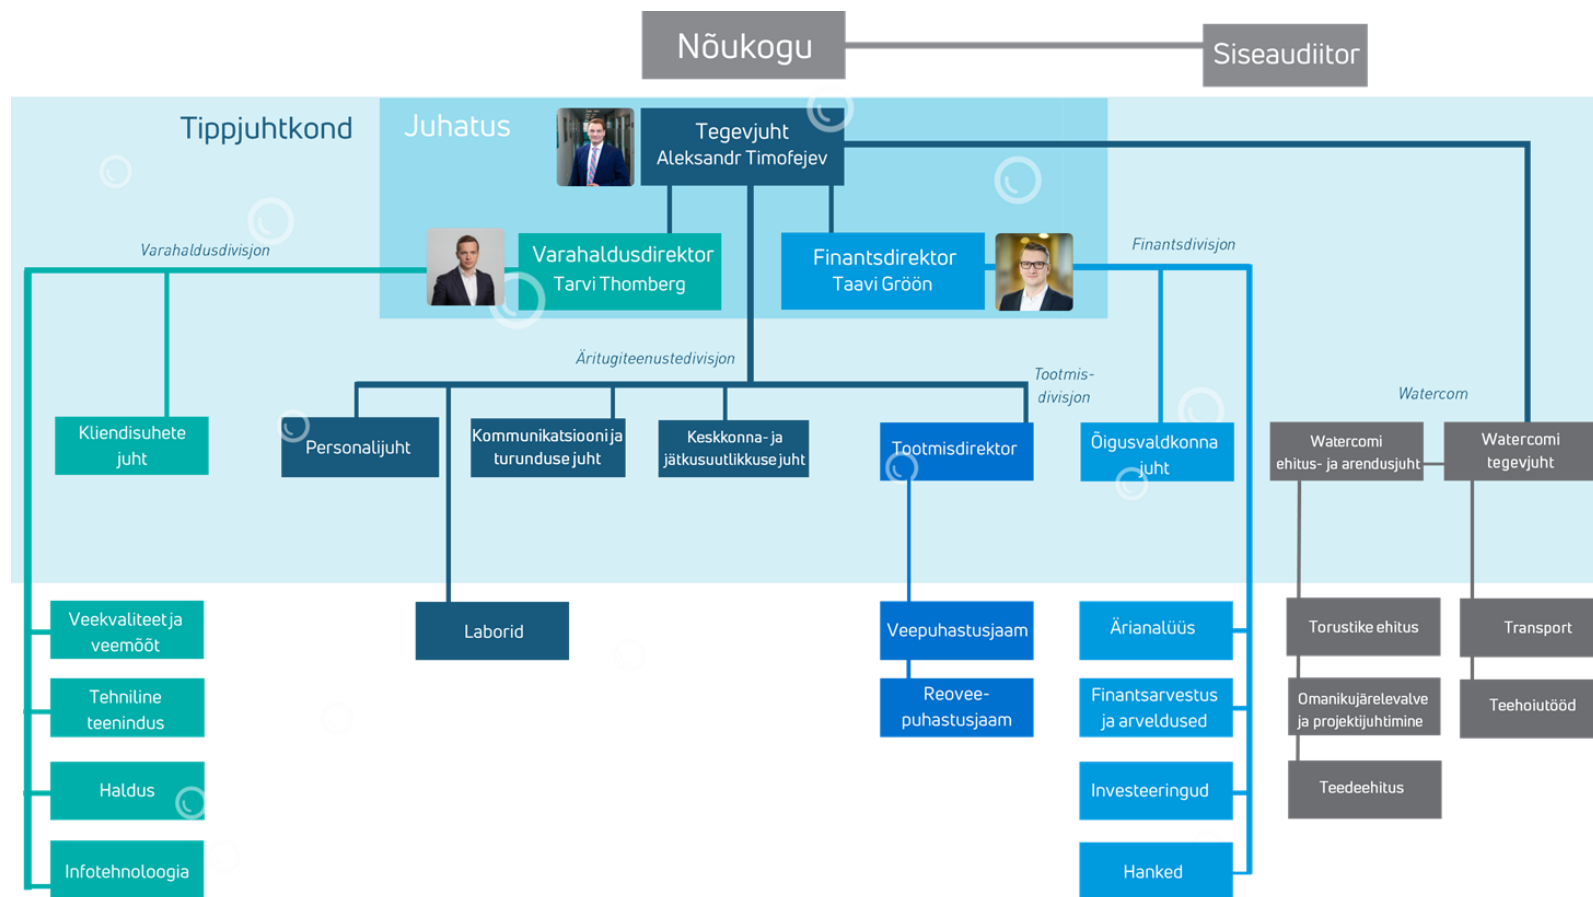 Nõukogu
Siseaudiitor
Tippjuhtkond
Juhatus
Tegevjuht
Aleksandr Timofejev
Varahaldusdivisjon
Varahaldusdirektor
Tarvi Thomberg
Finantsdirektor
Taavi Gröön
Finantsdivisjon
Äritugiteenustedivisjon
Tootmis-
divisjon
Watercom
Kliendisuhete
juht
Personalijuht
Kommunikatsiooni ja
turunduse juht
Keskkonna- ja
jätkusuutlikkuse juht
Tootmisdirektor
Õigusvaldkonna
juht
Watercomi
ehitus- ja arendusjuht
Watercomi
tegevjuht
Veekvaliteet ja
veemõõt
Laborid
Veepuhastusjaam
Ärianalüüs
Torustike ehitus
Transport
Tehniline
teenindus
Reovee-
puhastusjaam
Finantsarvestus
ja arveldused
Omanikujärelevalve
ja projektijuhtimine
Teehoiutööd
Haldus
Investeeringud
Teedeehitus
Infotehnoloogia
Hanked